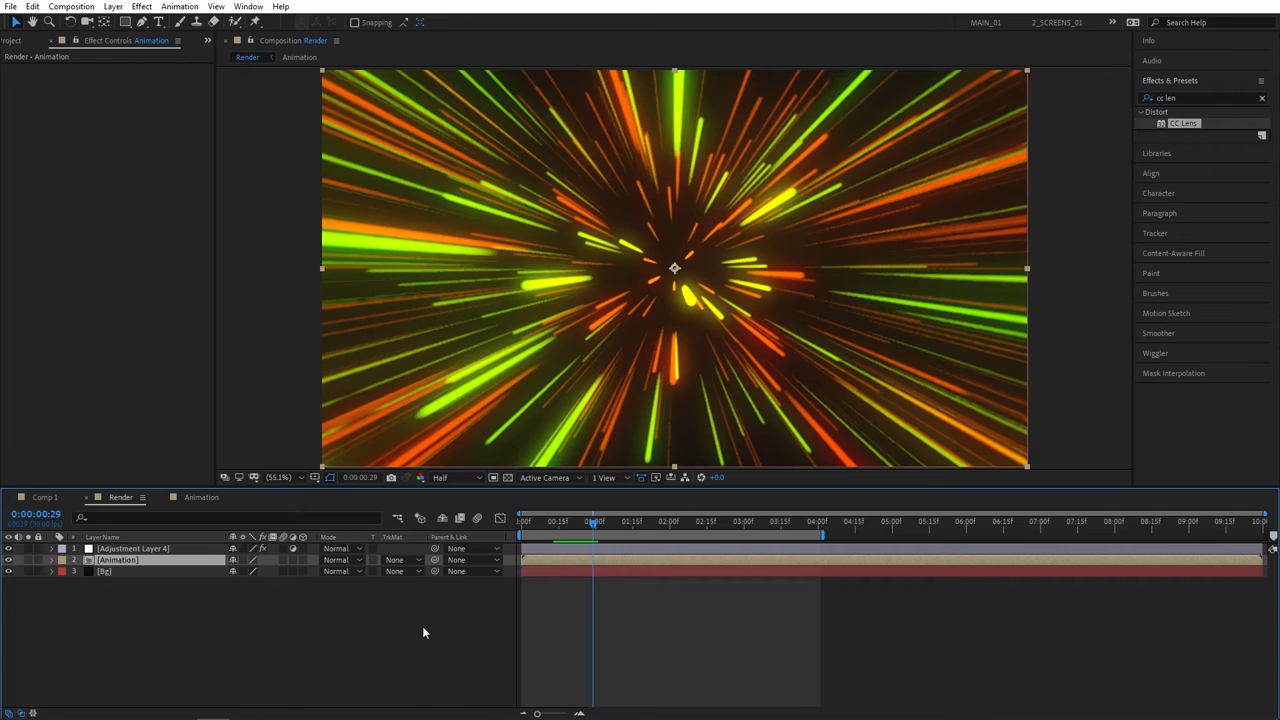 File Edit Composition Layer Effect Animation View Window Help
Snapping MAIN_01 2_SCREENS_01 Search Help
roject Effect Controls Animation Composition Render Info
Render • Animation Render Animation
Audio
Effects & Presets
cc len
Distort
CC Lens
Libraries
Align
Character
Paragraph
Tracker
Content-Aware Fill
Paint
Brushes
Motion Sketch
Smoother
Wiggler
Mask Interpolation
(55.1%) 0:00:00:29 Half Active Camera 1 View +0.0
Comp 1 Render Animation
0:00:00:29
:00f 00:15f 01:00f 01:15f 02:00f 02:15f 03:00f 03:15f 04:00f 04:15f 05:00f 05:15f 06:00f 06:15f 07:00f 07:15f 08:00f 08:15f 09:00f 09:15f 10:0
# Layer Name Mode T .TrkMat Parent & Link
1 [Adjustment Layer 4] Normal None
2 [Animation] Normal None None
3 [Bg] Normal None None